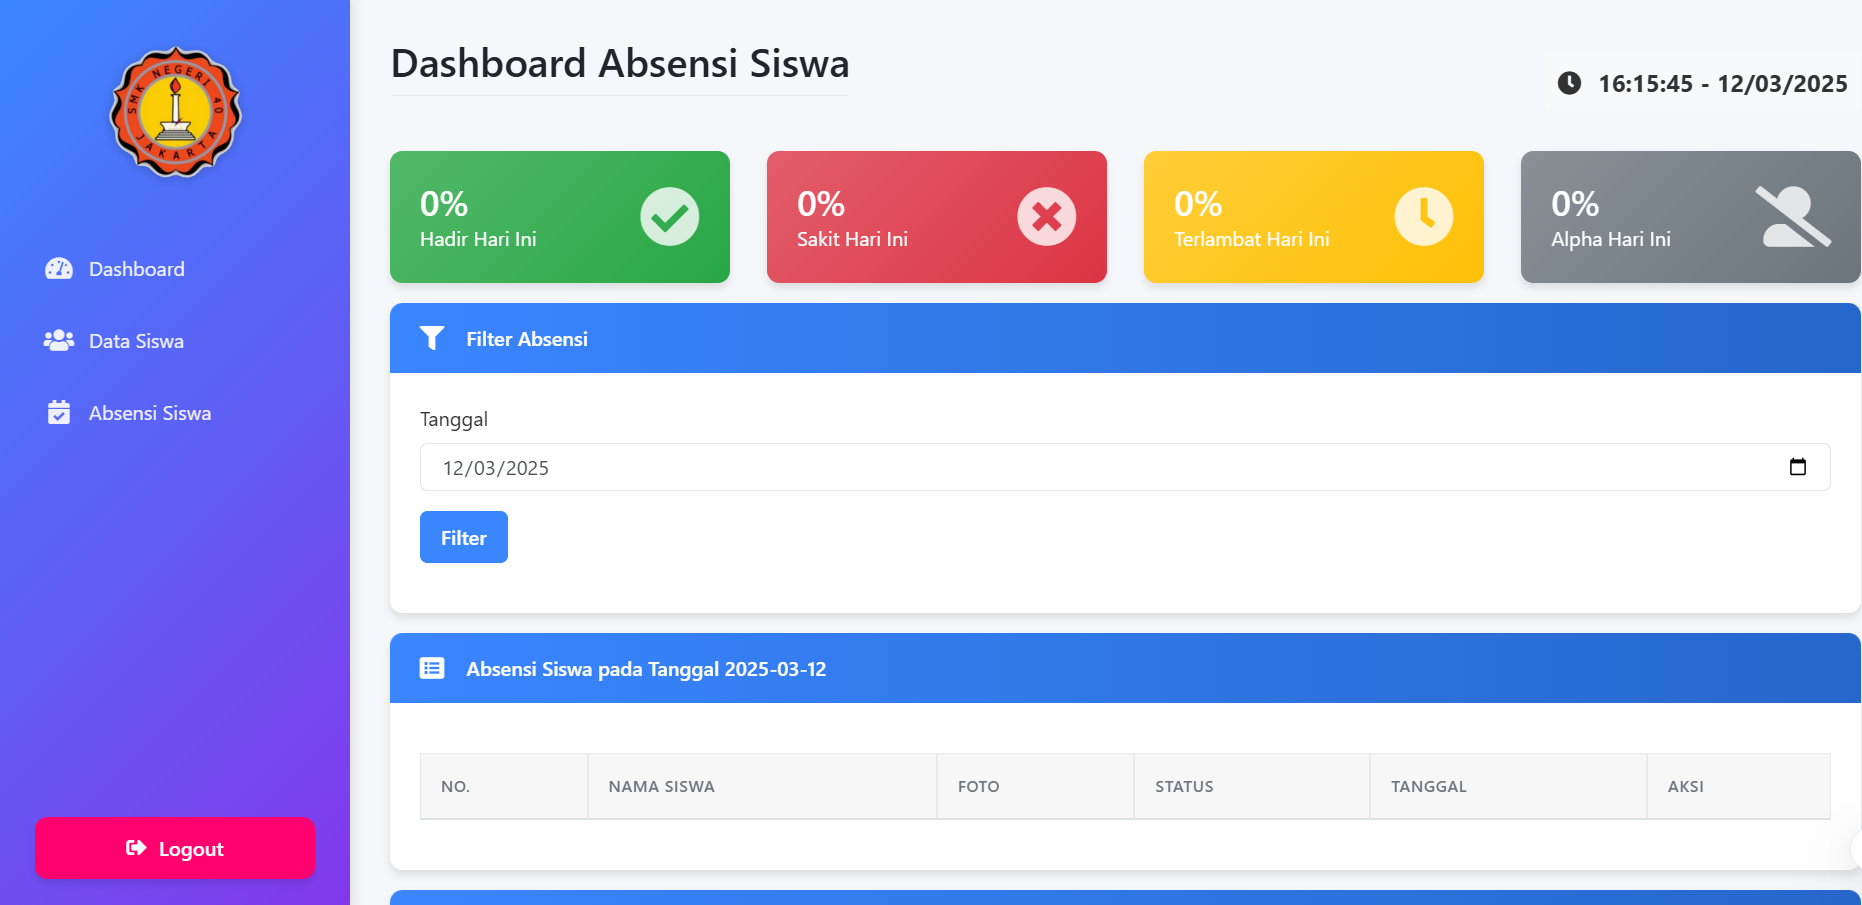 SMK NEGERI 40
JAKARTA
Dashboard
Data Siswa
Absensi Siswa
Logout
Dashboard Absensi Siswa
16:15:45 - 12/03/2025
0%
Hadir Hari Ini
0%
Sakit Hari Ini
0%
Terlambat Hari Ini
0%
Alpha Hari Ini
Filter Absensi
Tanggal
12/03/2025
Filter
Absensi Siswa pada Tanggal 2025-03-12
NO. NAMA SISWA FOTO STATUS TANGGAL AKSI